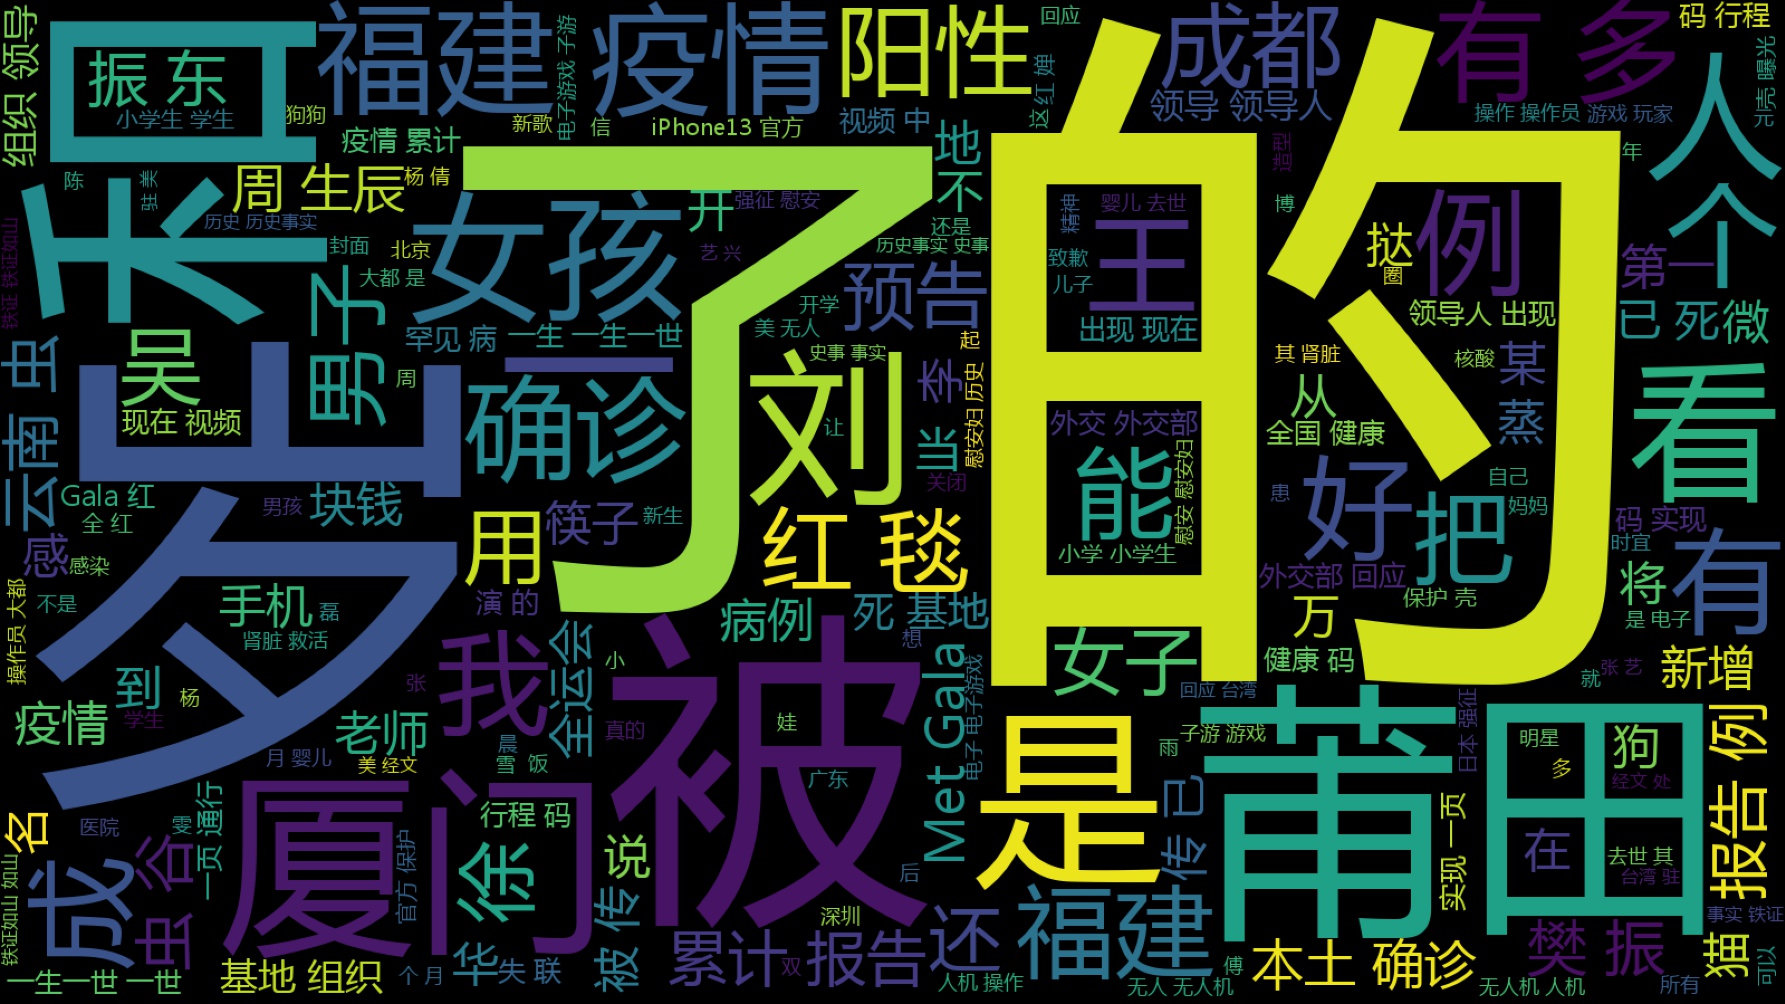 组织 领导
回
振 东
小学生 学生
福建
疫情
阳性
电子游戏 子游
新歌
信
狗狗
疫情 累计
iPhone13 官方
视频 中
回应
这 红
婵
的
成都
领导 领导人
有 多
码 行程
操作 操作员
游戏 玩家
壳 曝光
元
人
年
造型
陈
驻 美
周 生辰
杨 倩
历史 历史事实
不
封面
北京
大都 是
铁证 铁证如山
女孩
开
强征 慰安
艺 兴
了
地
不
还是
历史事实 史事
预告
开学
美 无人
史事 事实
起
精神
婴儿 去世
王
致歉
儿子
出现 现在
博
挞
圈
例
领导人 出现
第一
个
已 死
微
云南 虫
吴
现在 视频
男子
周
罕见 病
一生 一生一世
一
确诊
刘
让
李
当
慰安妇 历史
关闭
外交 外交部
能
慰安 慰安妇
小学 小学生
其 肾脏
从
全国 健康
核酸
某
蒸
看
岁
Gala 红
全 红
男孩
块钱
感
感染
用
筷子
新生
红 毯
患
好
自己
把
妈妈
码 实现
时宜
有
外交部 回应
保护 壳
将
是 电子
操作员 大都
不是
手机
磊
肾脏 救活
演 的
病例
死 基地
想
女子
万
健康 码
就
张 艺
新增
疫情
到
杨
学生
老师
张
我
小
全运会
真的
被
娃
Met Gala
电子 电子游戏
回应 台湾
莆田
子游 游戏
雨
日本 强征
明星
多
狗
经文 处
月 婴儿
美 经文
晨
雪
饭
广东
是
已
传
实现 一页
在
去世 其
台湾 驻
报告 例
名
医院
雯
一页 通行
厦门
官方 保护
行程 码
徐
说
后
铁证如山 如山
成
虫 谷
被 传
深圳
还
福建
本土 确诊
樊 振
猫
事实 铁证
可以
一生一世 一世
基地 组织
个 月
华
失 联
累计 报告
双
人机 操作
无人 无人机
傅
无人机 人机
所有